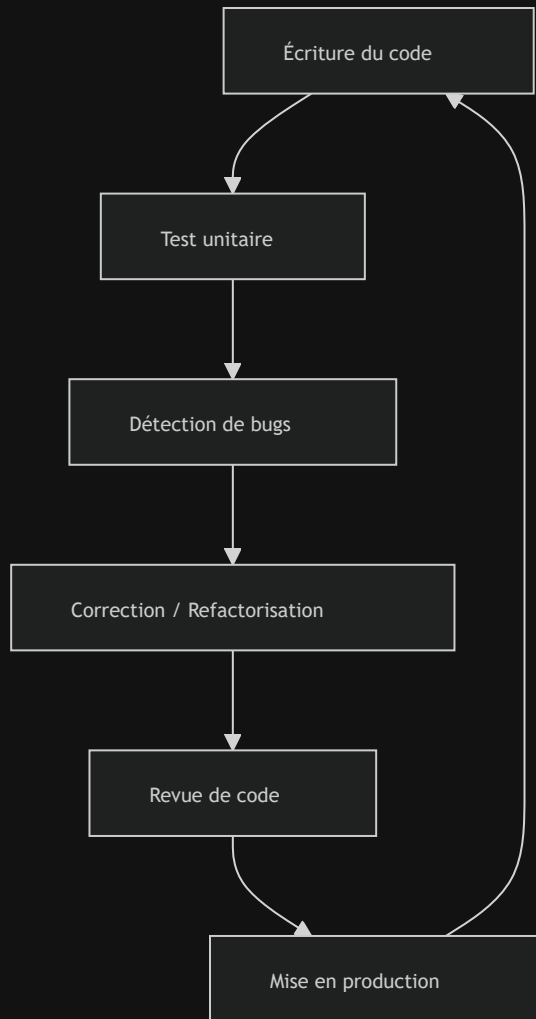 Écriture du code
Test unitaire
Détection de bugs
Correction / Refactorisation
Revue de code
Mise en production